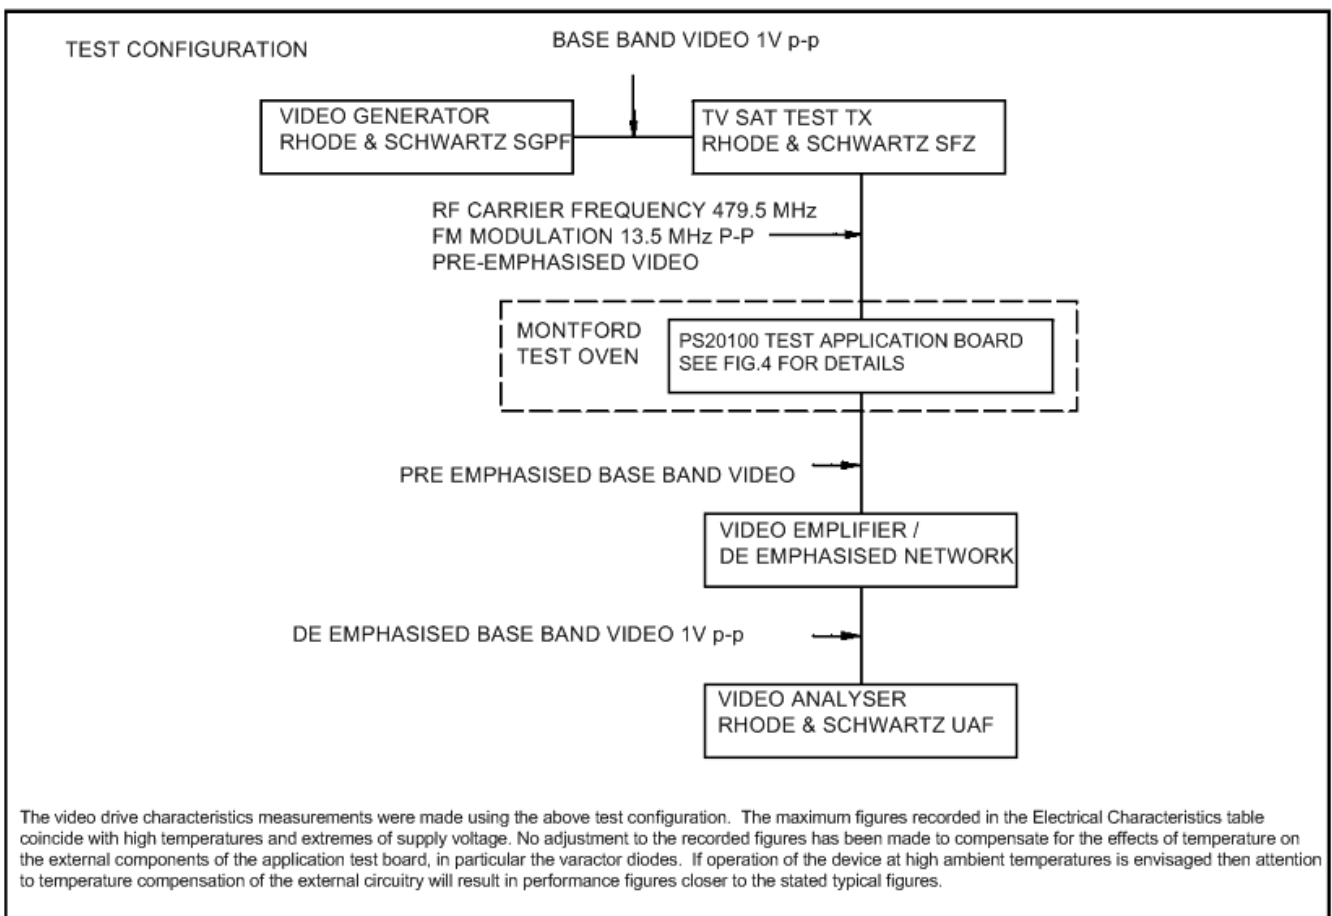 TEST CONFIGURATION
BASE BAND VIDEO 1V p-p
VIDEO GENERATOR
RHODE & SCHWARTZ SGPF
TV SAT TEST TX
RHODE & SCHWARTZ SFZ
RF CARRIER FREQUENCY 479.5 MHz
FM MODULATION 13.5 MHz P-P
PRE-EMPHASISED VIDEO
MONTFORD
TEST OVEN
PS20100 TEST APPLICATION BOARD
SEE FIG.4 FOR DETAILS
PRE EMPHASISED BASE BAND VIDEO
VIDEO EMPLIFIER /
DE EMPHASISED NETWORK
DE EMPHASISED BASE BAND VIDEO 1V p-p
VIDEO ANALYSER
RHODE & SCHWARTZ UAF
The video drive characteristics measurements were made using the above test configuration. The maximum figures recorded in the Electrical Characteristics table
coincide with high temperatures and extremes of supply voltage. No adjustment to the recorded figures has been made to compensate for the effects of temperature on
the external components of the application test board, in particular the varactor diodes. If operation of the device at high ambient temperatures is envisaged then attention
to temperature compensation of the external circuitry will result in performance figures closer to the stated typical figures.